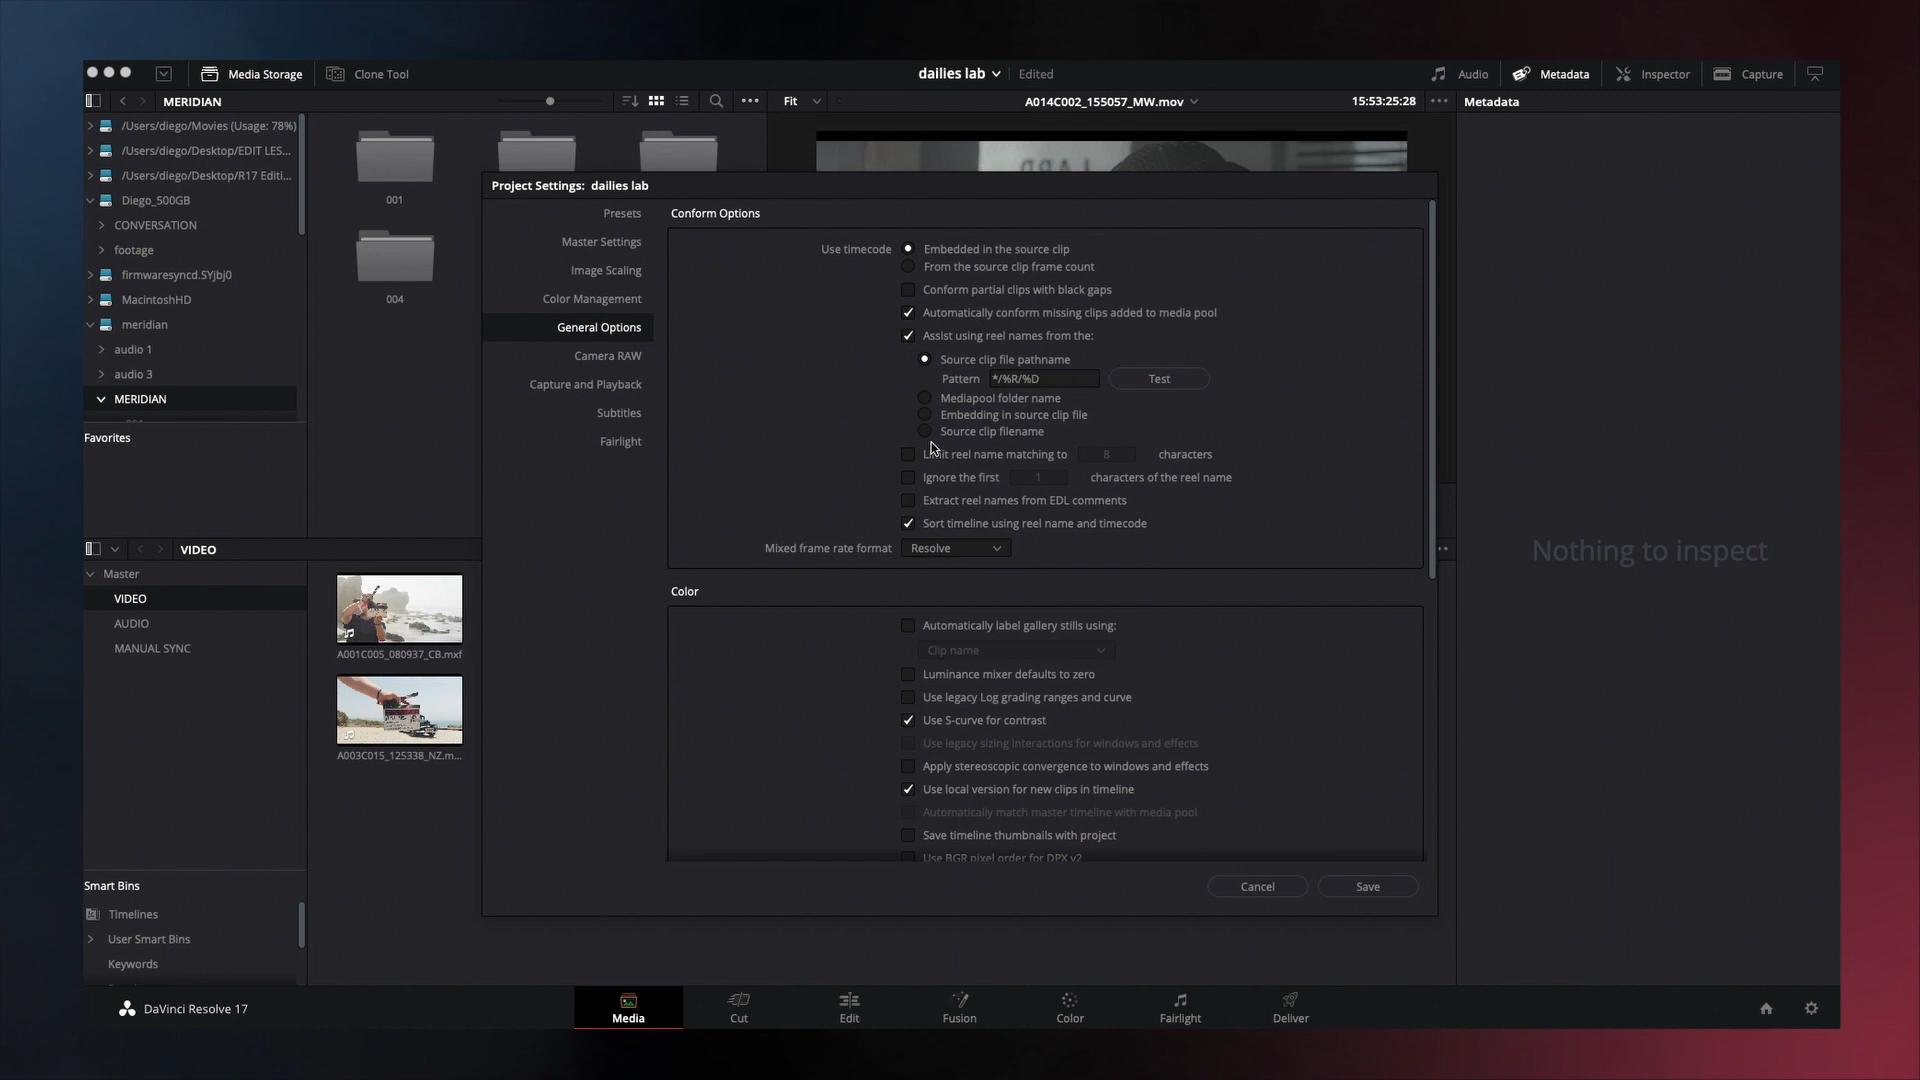 Media Storage
Clone Tool
dailies lab
Edited
Audio
Metadata
Inspector
Capture
MERIDIAN
Fit
A014C002_155057_MW.mov
15:53:25:28
Metadata
/Users/diego/Movies (Usage: 78%)
/Users/diego/Desktop/EDIT LES...
/Users/diego/Desktop/R17 Editi...
Diego_500GB
CONVERSATION
footage
firmwaresyncd.SYjbj0
MacintoshHD
meridian
audio 1
audio 3
MERIDIAN
Favorites
001
004
Project Settings: dailies lab
Presets
Master Settings
Image Scaling
Color Management
General Options
Camera RAW
Capture and Playback
Subtitles
Fairlight
Conform Options
Use timecode
Embedded in the source clip
From the source clip frame count
Conform partial clips with black gaps
Automatically conform missing clips added to media pool
Assist using reel names from the:
Source clip file pathname
Pattern */%R/%D Test
Mediapool folder name
Embedding in source clip file
Source clip filename
Limit reel name matching to 8 characters
Ignore the first 1 characters of the reel name
Extract reel names from EDL comments
Sort timeline using reel name and timecode
Mixed frame rate format Resolve
Color
Automatically label gallery stills using:
Clip name
Luminance mixer defaults to zero
Use legacy Log grading ranges and curve
Use S-curve for contrast
Use legacy sizing interactions for windows and effects
Apply stereoscopic convergence to windows and effects
Use local version for new clips in timeline
Automatically match master timeline with media pool
Save timeline thumbnails with project
Use BGR pixel order for DPX v2
Cancel
Save
Nothing to inspect
VIDEO
Master
VIDEO
AUDIO
MANUAL SYNC
A001C005_080937_CB.mxf
A003C015_125338_NZ.m...
Smart Bins
Timelines
User Smart Bins
Keywords
DaVinci Resolve 17
Media
Cut
Edit
Fusion
Color
Fairlight
Deliver